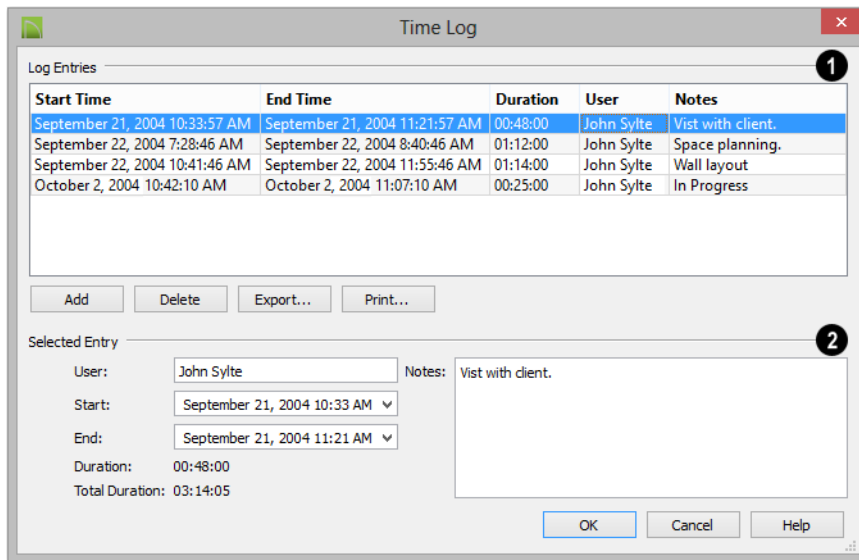 Time Log
Log Entries
1
Start Time End Time Duration User Notes
September 21, 2004 10:33:57 AM September 21, 2004 11:21:57 AM 00:48:00 John Sylte Vist with client.
September 22, 2004 7:28:46 AM September 22, 2004 8:40:46 AM 01:12:00 John Sylte Space planning.
September 22, 2004 10:41:46 AM September 22, 2004 11:55:46 AM 01:14:00 John Sylte Wall layout
October 2, 2004 10:42:10 AM October 2, 2004 11:07:10 AM 00:25:00 John Sylte In Progress
Add Delete Export... Print...
Selected Entry
2
User: John Sylte Notes: Vist with client.
Start: September 21, 2004 10:33 AM
End: September 21, 2004 11:21 AM
Duration: 00:48:00
Total Duration: 03:14:05
OK Cancel Help